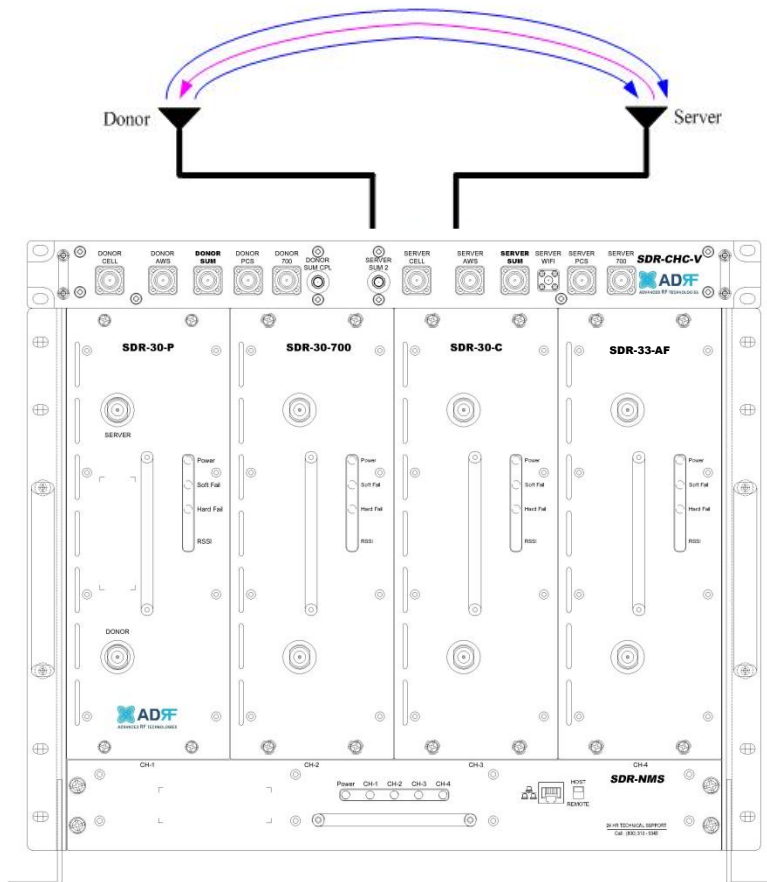 Donor
Server
DONOR CELL
DONOR AWS
DONOR SUM
DONOR PCS
DONOR 700
DONOR SUM CPL
SERVER SUM 2
SERVER CELL
SERVER AWS
SERVER SUM
SERVER WIFI
SERVER PCS
SERVER 700
SDR-CHC-V
ADRF
ADVANCED RF TECHNOLOGIES
SDR-30-P
SDR-30-700
SDR-30-C
SDR-33-AF
SERVER
Power
Soft Fail
Hard Fail
RSSI
Power
Soft Fail
Hard Fail
RSSI
Power
Soft Fail
Hard Fail
RSSI
Power
Soft Fail
Hard Fail
RSSI
DONOR
ADRF
ADVANCED RF TECHNOLOGIES
CH-1
CH-2
CH-3
CH-4
Power CH-1 CH-2 CH-3 CH-4
HOST
REMOTE
SDR-NMS
24 HR TECHNICAL SUPPORT
Call : (800)